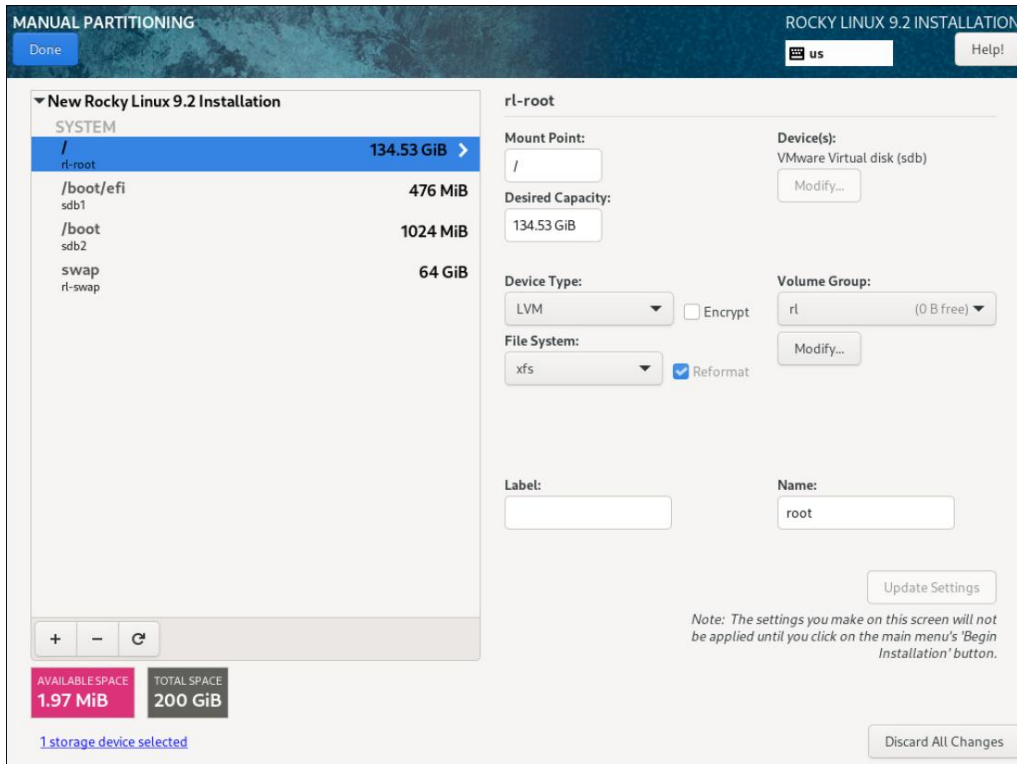 MANUAL PARTITIONING
ROCKY LINUX 9.2 INSTALLATION
Done
us
Help!
New Rocky Linux 9.2 Installation
SYSTEM
/ 134.53 GiB
rl-root
/boot/efi 476 MiB
sdb1
/boot 1024 MiB
sdb2
swap 64 GiB
rl-swap
+ −
AVAILABLE SPACE
1.97 MiB
TOTAL SPACE
200 GiB
1 storage device selected
rl-root
Mount Point:
/
Device(s):
VMware Virtual disk (sdb)
Modify...
Desired Capacity:
134.53 GiB
Device Type:
LVM
Encrypt
Volume Group:
rl (0 B free)
Modify...
File System:
xfs
Reformat
Label:
Name:
root
Update Settings
Note: The settings you make on this screen will not
be applied until you click on the main menu's 'Begin
Installation' button.
Discard All Changes